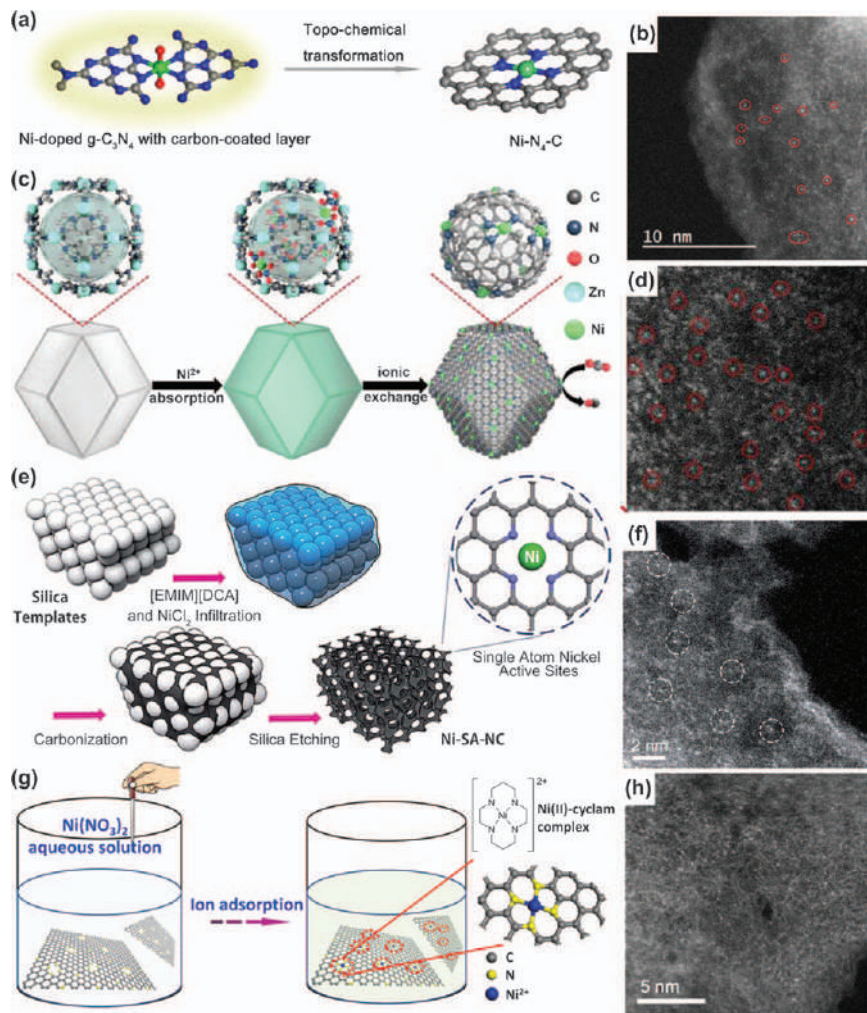 (a)
Topo-chemical
transformation
Ni-doped g-C₃N₄ with carbon-coated layer
Ni-N₄-C
(b)
10 nm
(c)
C
N
O
Zn
Ni
Ni²⁺
absorption
ionic
exchange
(d)
(e)
Silica
Templates
[EMIM][DCA]
and NiCl₂ Infiltration
Ni
Single Atom Nickel
Active Sites
Carbonization
Silica Etching
Ni-SA-NC
(f)
2 nm
(g)
Ni(NO₃)₂
aqueous solution
Ion adsorption
2+
N
N
Ni
N
N
Ni(II)-cyclam
complex
C
N
Ni²⁺
(h)
5 nm